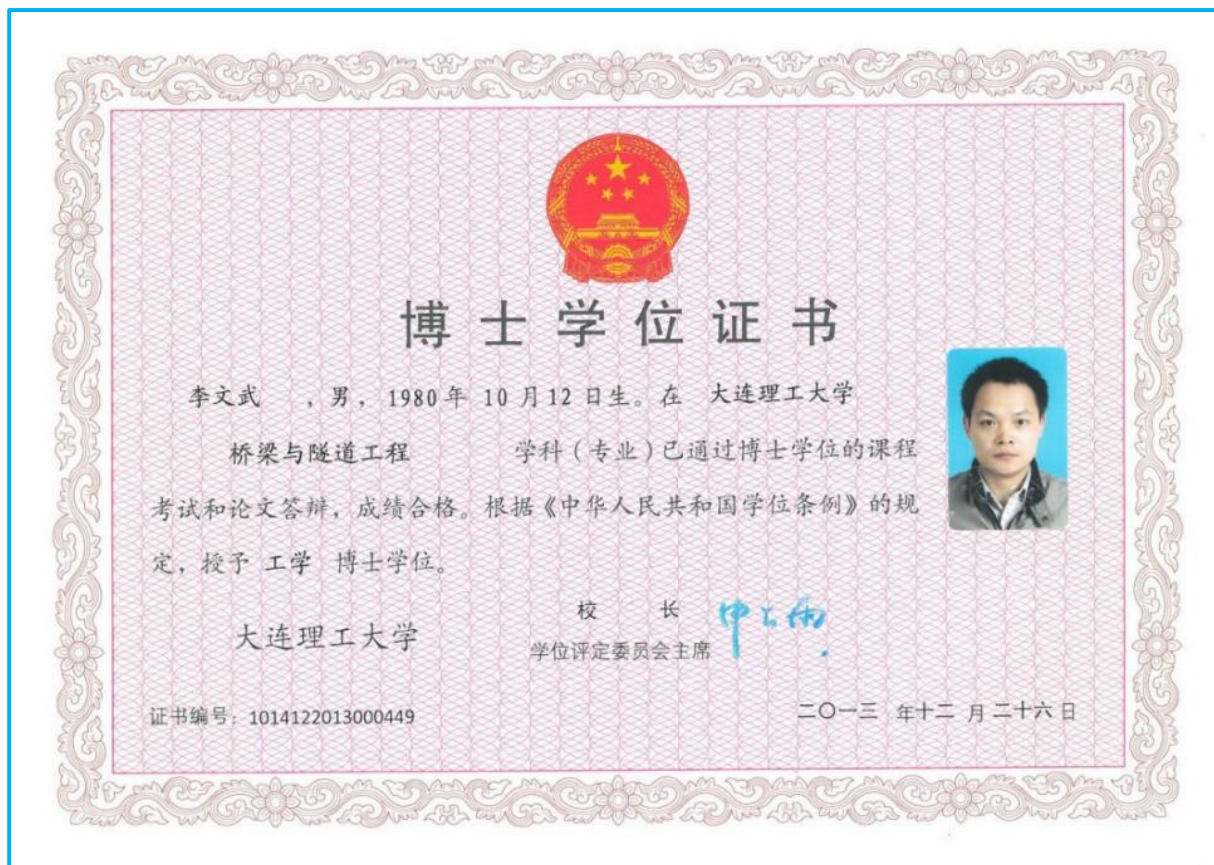 博士学位证书
李文武 ，男，1980年 10月12日生。在 大连理工大学
桥梁与隧道工程 学科（专业）已通过博士学位的课程
考试和论文答辩，成绩合格。根据《中华人民共和国学位条例》的规
定，授予 工学 博士学位。
大连理工大学
校 长
学位评定委员会主席
证书编号：1014122013000449
二〇一三 年十二 月 二十六 日